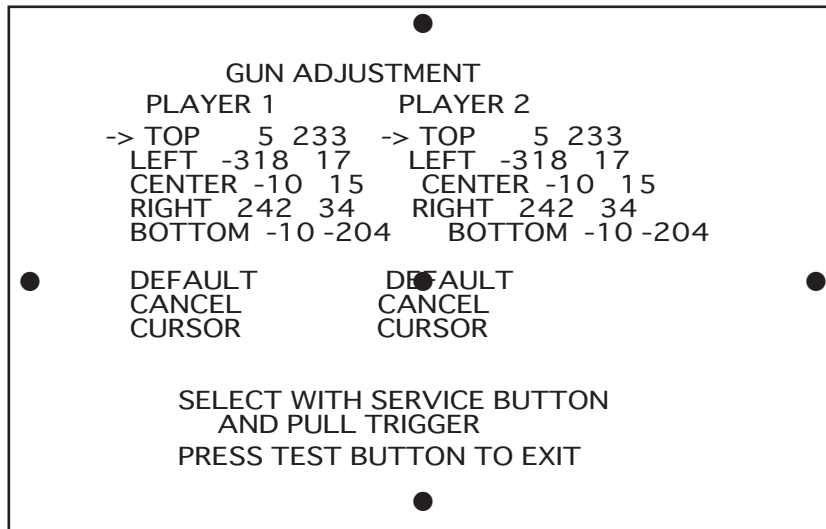 GUN ADJUSTMENT
PLAYER 1 PLAYER 2
-> TOP 5 233 -> TOP 5 233
LEFT -318 17 LEFT -318 17
CENTER -10 15 CENTER -10 15
RIGHT 242 34 RIGHT 242 34
BOTTOM -10 -204 BOTTOM -10 -204
DEFAULT DEFAULT
CANCEL CANCEL
CURSOR CURSOR
SELECT WITH SERVICE BUTTON
AND PULL TRIGGER
PRESS TEST BUTTON TO EXIT